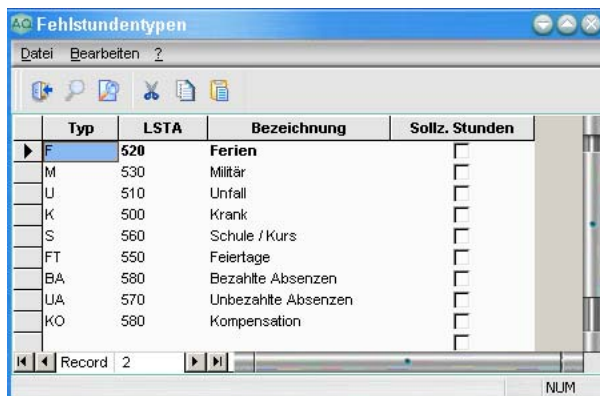 AQ Fehlstundentypen
Datei Bearbeiten ?
Typ LSTA Bezeichnung Sollz. Stunden
F 520 Ferien
M 530 Militär
U 510 Unfall
K 500 Krank
S 560 Schule / Kurs
FT 550 Feiertage
BA 580 Bezahlte Absenzen
UA 570 Unbezahlte Absenzen
KO 580 Kompensation
Record 2
NUM